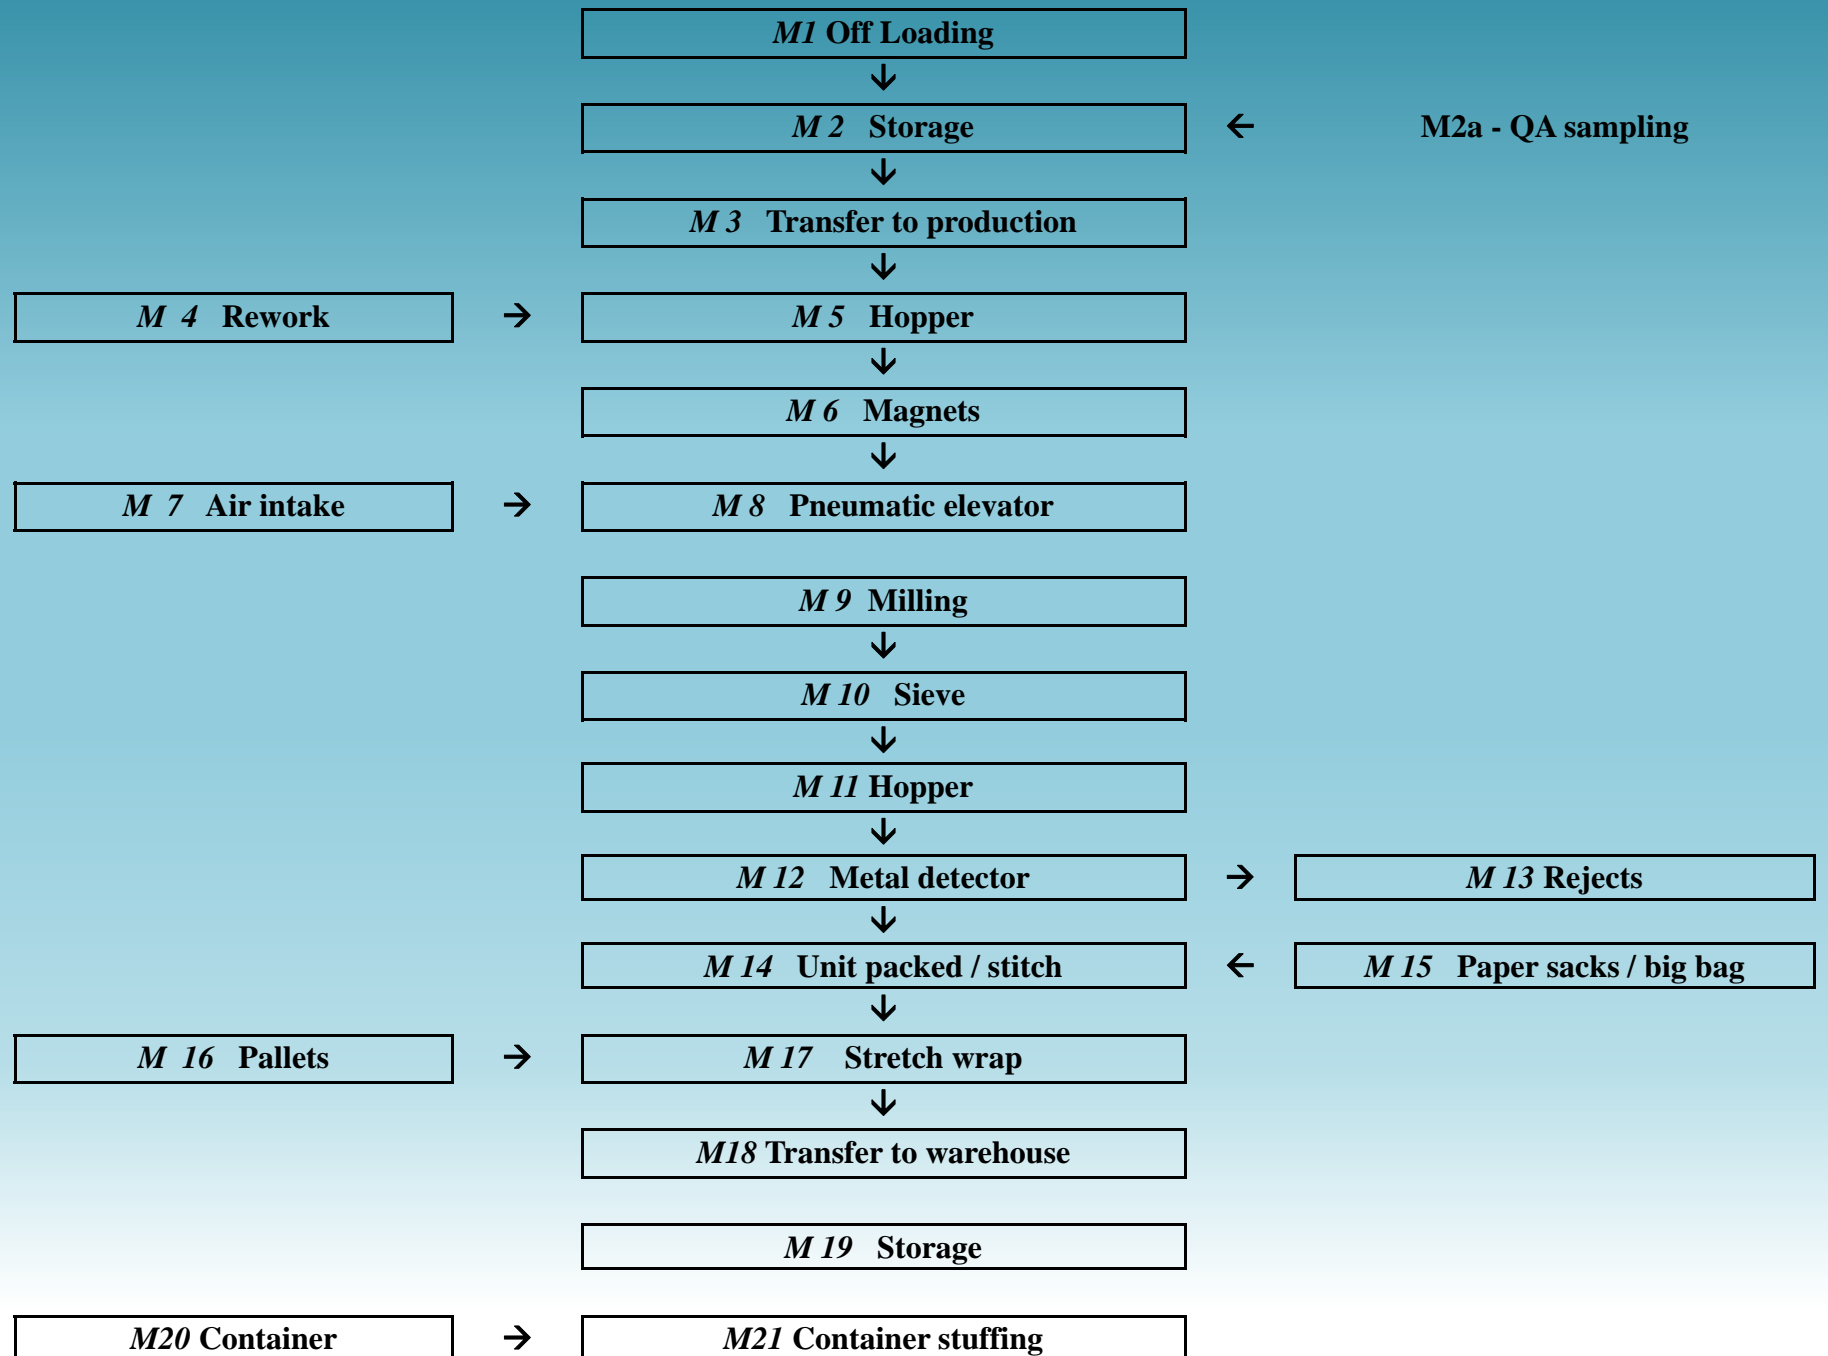 M1 Off Loading
M 2 Storage
M2a - QA sampling
M 3 Transfer to production
M 4 Rework
M 5 Hopper
M 6 Magnets
M 7 Air intake
M 8 Pneumatic elevator
M 9 Milling
M 10 Sieve
M 11 Hopper
M 12 Metal detector
M 13 Rejects
M 14 Unit packed / stitch
M 15 Paper sacks / big bag
M 16 Pallets
M 17 Stretch wrap
M18 Transfer to warehouse
M 19 Storage
M20 Container
M21 Container stuffing